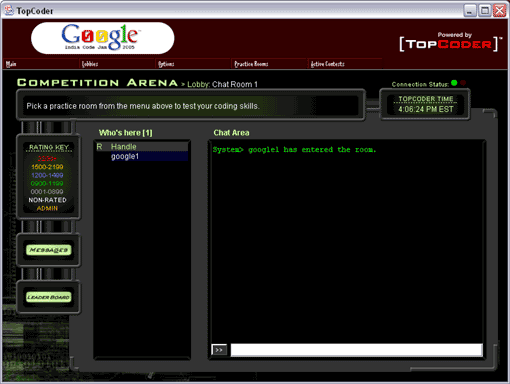 TopCoder
Google
India Code Jam 2005
Powered by
[TOPCODER]
Main Lobbies Options Practice Rooms Active Contests
COMPETITION ARENA > Lobby: Chat Room 1
Connection Status:
Pick a practice room from the menu above to test your coding skills.
TOPCODER TIME
4:06:24 PM EST
Who's here [1]
Chat Area
RATING KEY
1500-2199
1200-1499
0900-1199
0001-0899
NON-RATED
ADMIN
R Handle
google1
System> google1 has entered the room.
MESSAGES
LEADER BOARD
>>